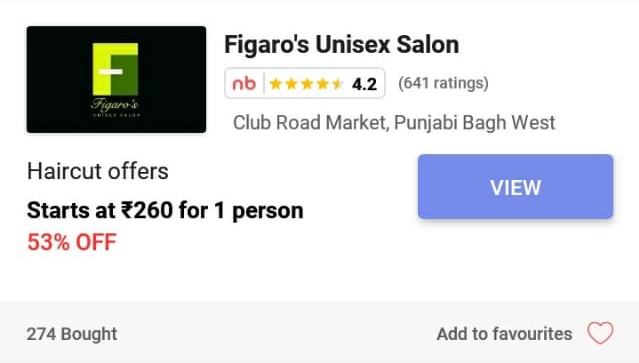 F
Figaro's
UNISEX SALON
Figaro's Unisex Salon
nb 4.2 (641 ratings)
Club Road Market, Punjabi Bagh West
Haircut offers
Starts at ₹260 for 1 person
53% OFF
VIEW
274 Bought
Add to favourites